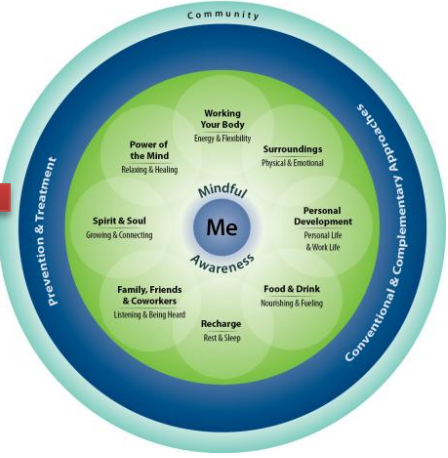 Community
Working
Your Body
Energy & Flexibility
Surroundings
Physical & Emotional
Personal
Development
Personal Life
& Work Life
Food & Drink
Nourishing & Fueling
Recharge
Rest & Sleep
Family, Friends
& Coworkers
Listening & Being Heard
Spirit & Soul
Growing & Connecting
Power of
the Mind
Relaxing & Healing
Mindful
Me
Awareness
Prevention & Treatment
Conventional & Complementary Approaches